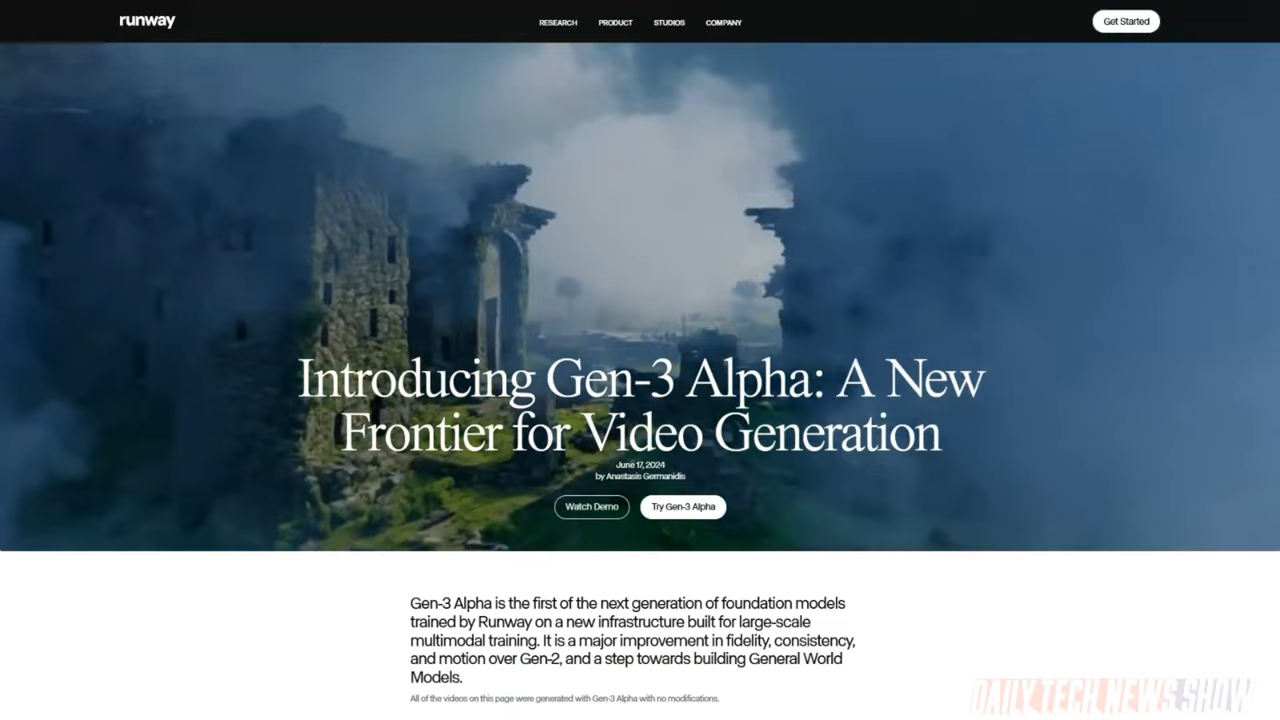 runway
RESEARCH
PRODUCT
STUDIOS
COMPANY
Get Started
Introducing Gen-3 Alpha: A New
Frontier for Video Generation
June 17, 2024
by Anastasis Germanidis
Watch Demo
Try Gen-3 Alpha
Gen-3 Alpha is the first of the next generation of foundation models
trained by Runway on a new infrastructure built for large-scale
multimodal training. It is a major improvement in fidelity, consistency,
and motion over Gen-2, and a step towards building General World
Models.
All of the videos on this page were generated with Gen-3 Alpha with no modifications.
DAILY TECH NEWS SHOW